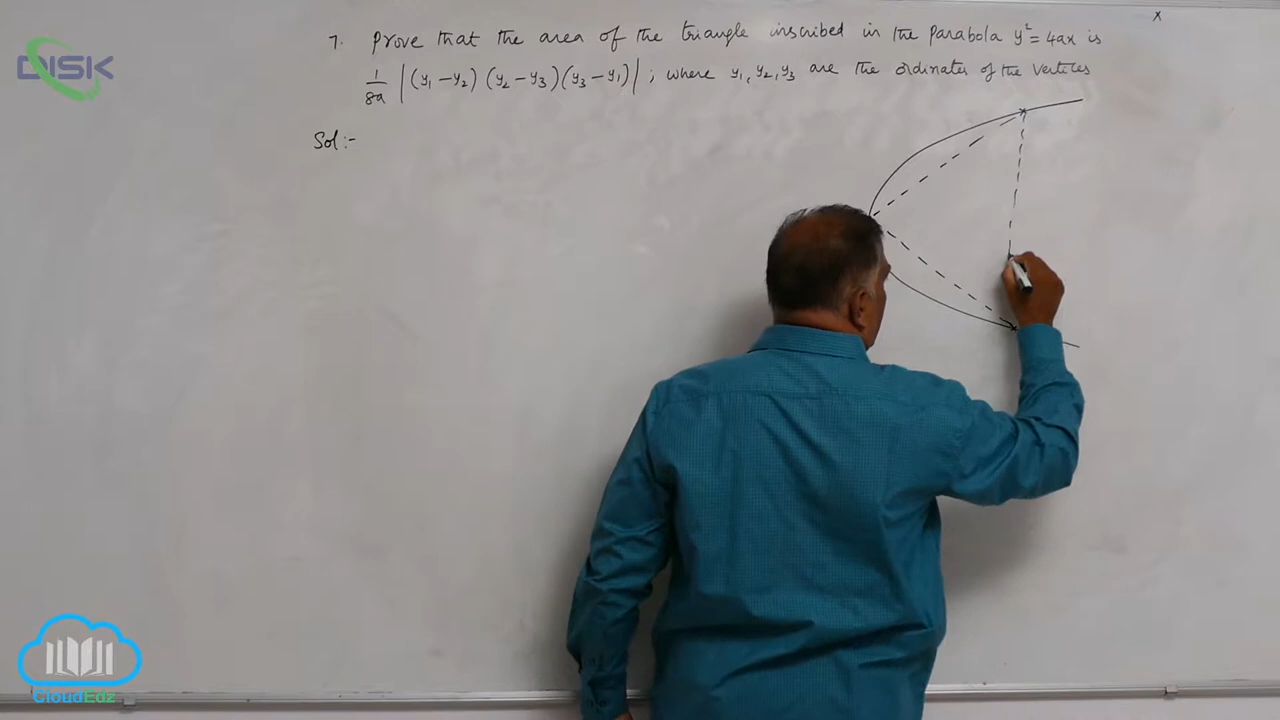 x
DISK
7. Prove that the area of the triangle inscribed in the parabola y² = 4ax is
1/8a |(y₁ - y₂) (y₂ - y₃)(y₃ - y₁)| ; where y₁, y₂, y₃ are the ordinates of the vertices
Sol:-
CloudEdz